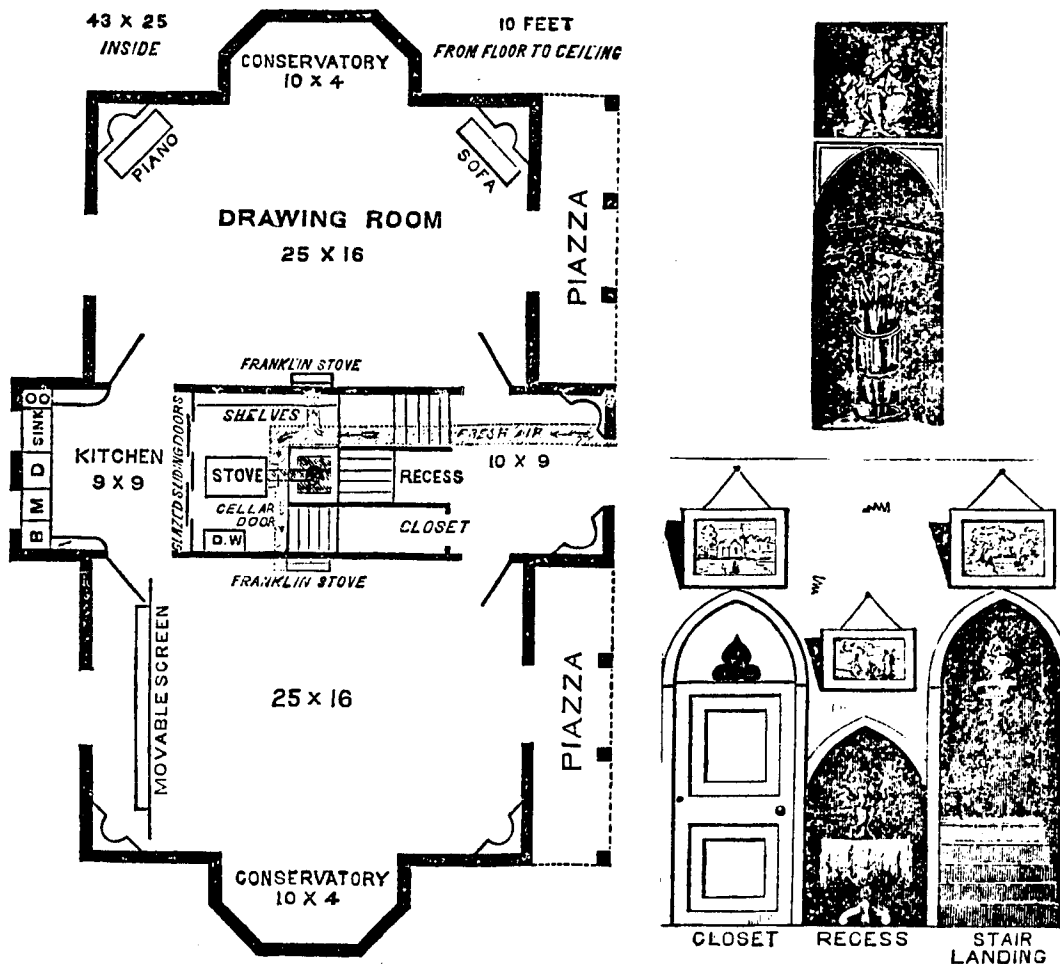 43 X 25
INSIDE
10 FEET
FROM FLOOR TO CEILING
CONSERVATORY
10 X 4
PIANO
SOFA
DRAWING ROOM
25 X 16
PIAZZA
FRANKLIN STOVE
SHELVES
FRESH AIR
SINK
D
M
B
KITCHEN
9 X 9
GLAZED SLIDING DOORS
STOVE
RECESS
10 X 9
CELLAR
DOOR
CLOSET
D.W
FRANKLIN STOVE
MOVABLE SCREEN
25 X 16
PIAZZA
CONSERVATORY
10 X 4
CLOSET
RECESS
STAIR
LANDING